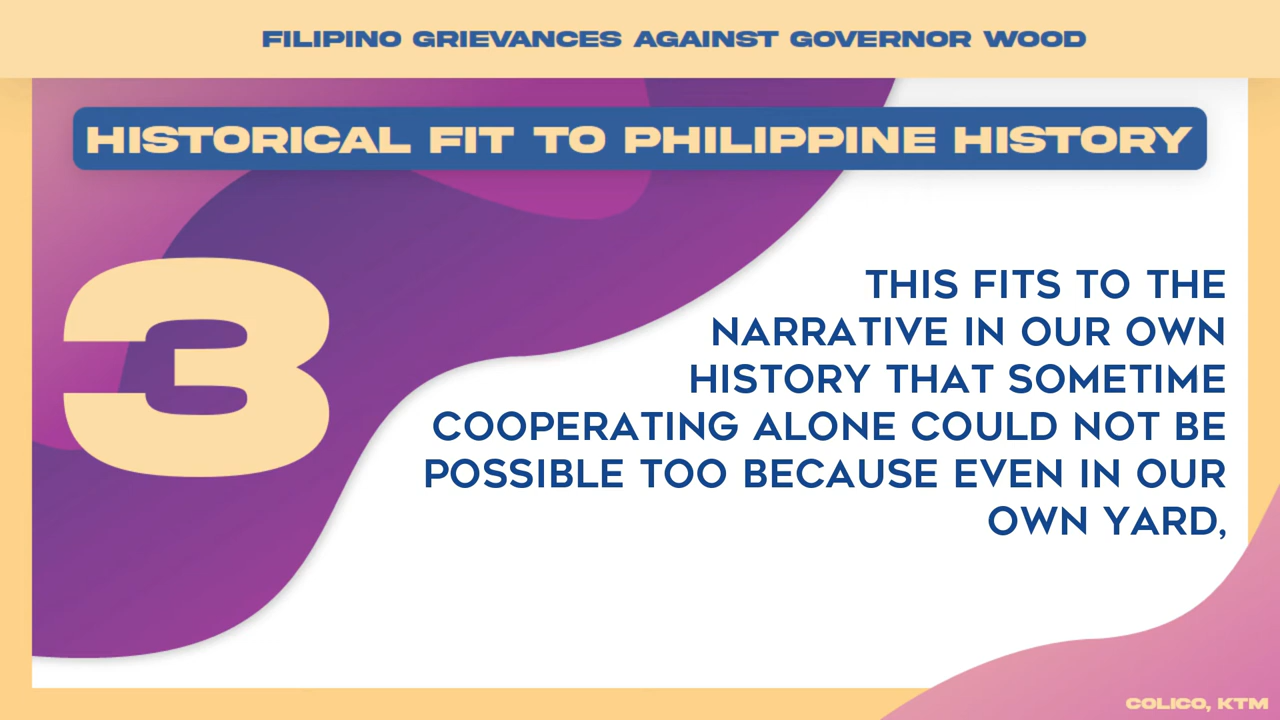 FILIPINO GRIEVANCES AGAINST GOVERNOR WOOD
HISTORICAL FIT TO PHILIPPINE HISTORY
3
THIS FITS TO THE
NARRATIVE IN OUR OWN
HISTORY THAT SOMETIME
COOPERATING ALONE COULD NOT BE
POSSIBLE TOO BECAUSE EVEN IN OUR
OWN YARD,
COLICO, KTM